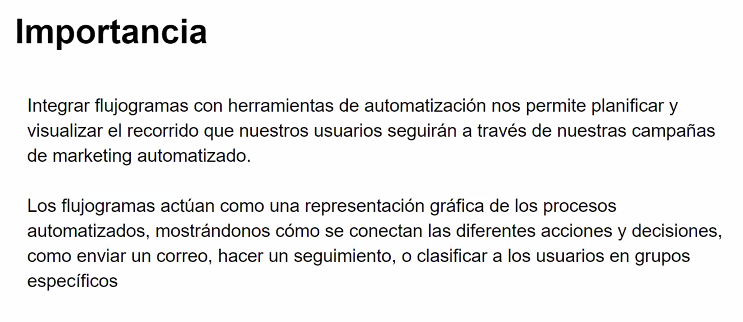 Importancia
Integrar flujogramas con herramientas de automatización nos permite planificar y
visualizar el recorrido que nuestros usuarios seguirán a través de nuestras campañas
de marketing automatizado.
Los flujogramas actúan como una representación gráfica de los procesos
automatizados, mostrándonos cómo se conectan las diferentes acciones y decisiones,
como enviar un correo, hacer un seguimiento, o clasificar a los usuarios en grupos
específicos